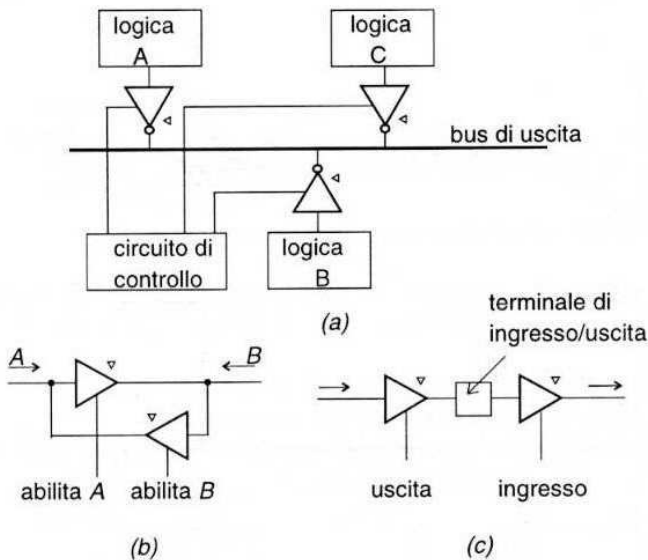 logica
A
logica
C
bus di uscita
circuito di
controllo
logica
B
(a)
terminale di
ingresso/uscita
A
B
abilita A
abilita B
uscita
ingresso
(b)
(c)